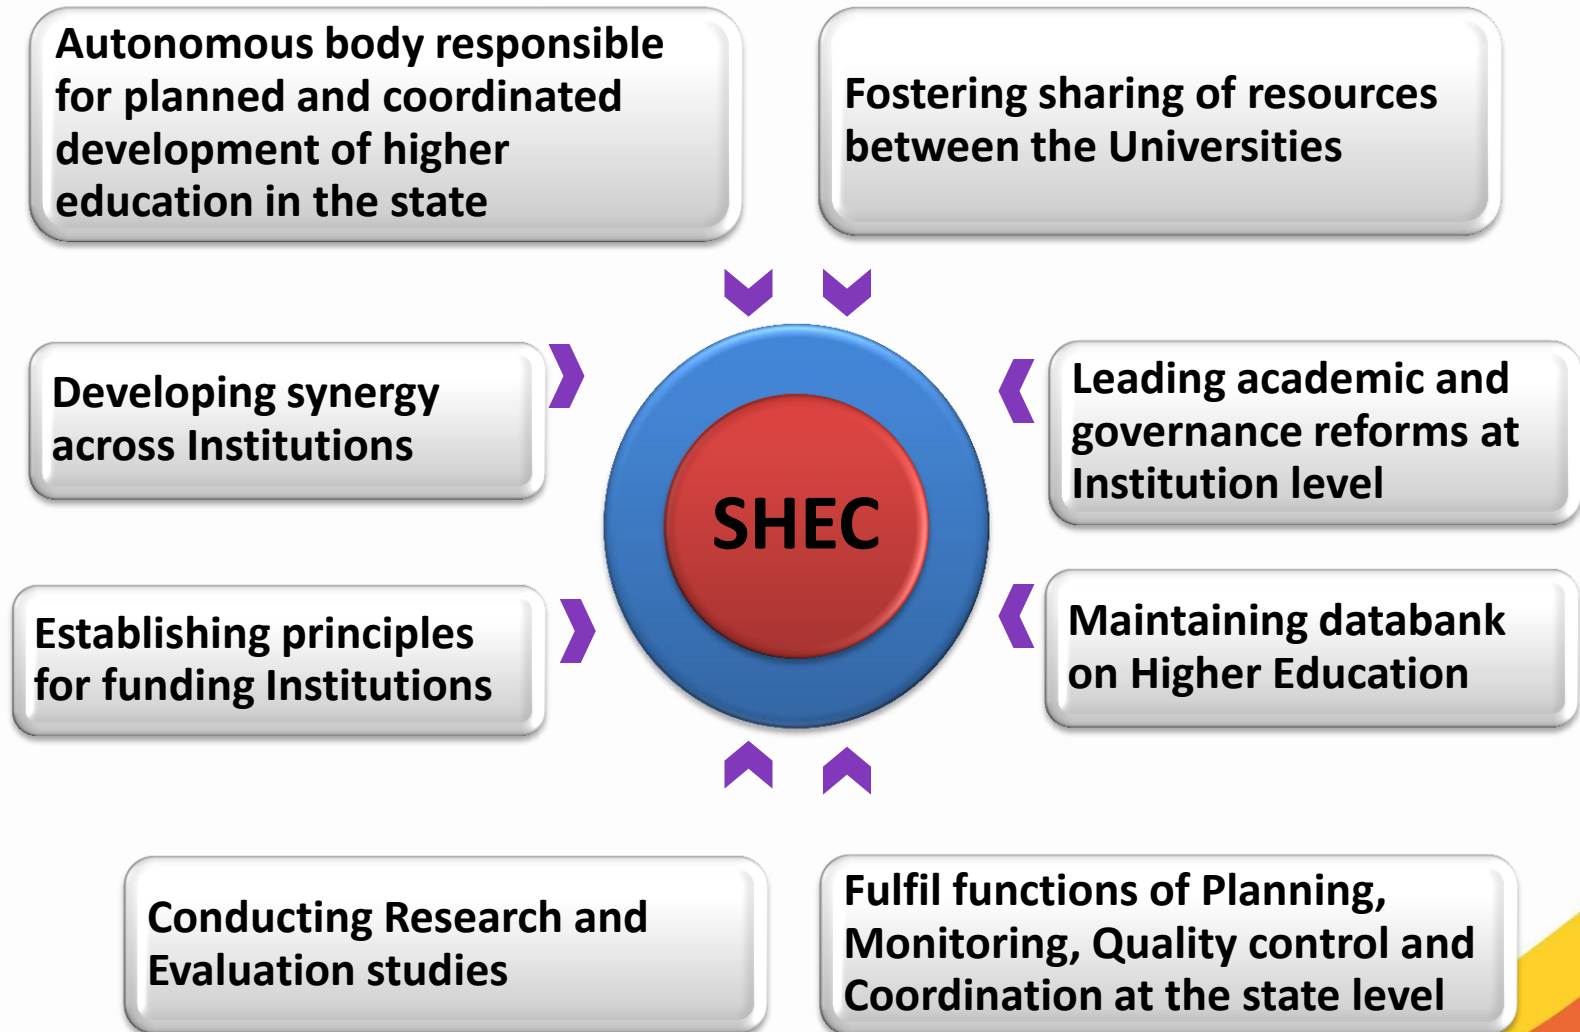 Autonomous body responsible
for planned and coordinated
development of higher
education in the state
Fostering sharing of resources
between the Universities
Developing synergy
across Institutions
Leading academic and
governance reforms at
Institution level
SHEC
Establishing principles
for funding Institutions
Maintaining databank
on Higher Education
Conducting Research and
Evaluation studies
Fulfil functions of Planning,
Monitoring, Quality control and
Coordination at the state level